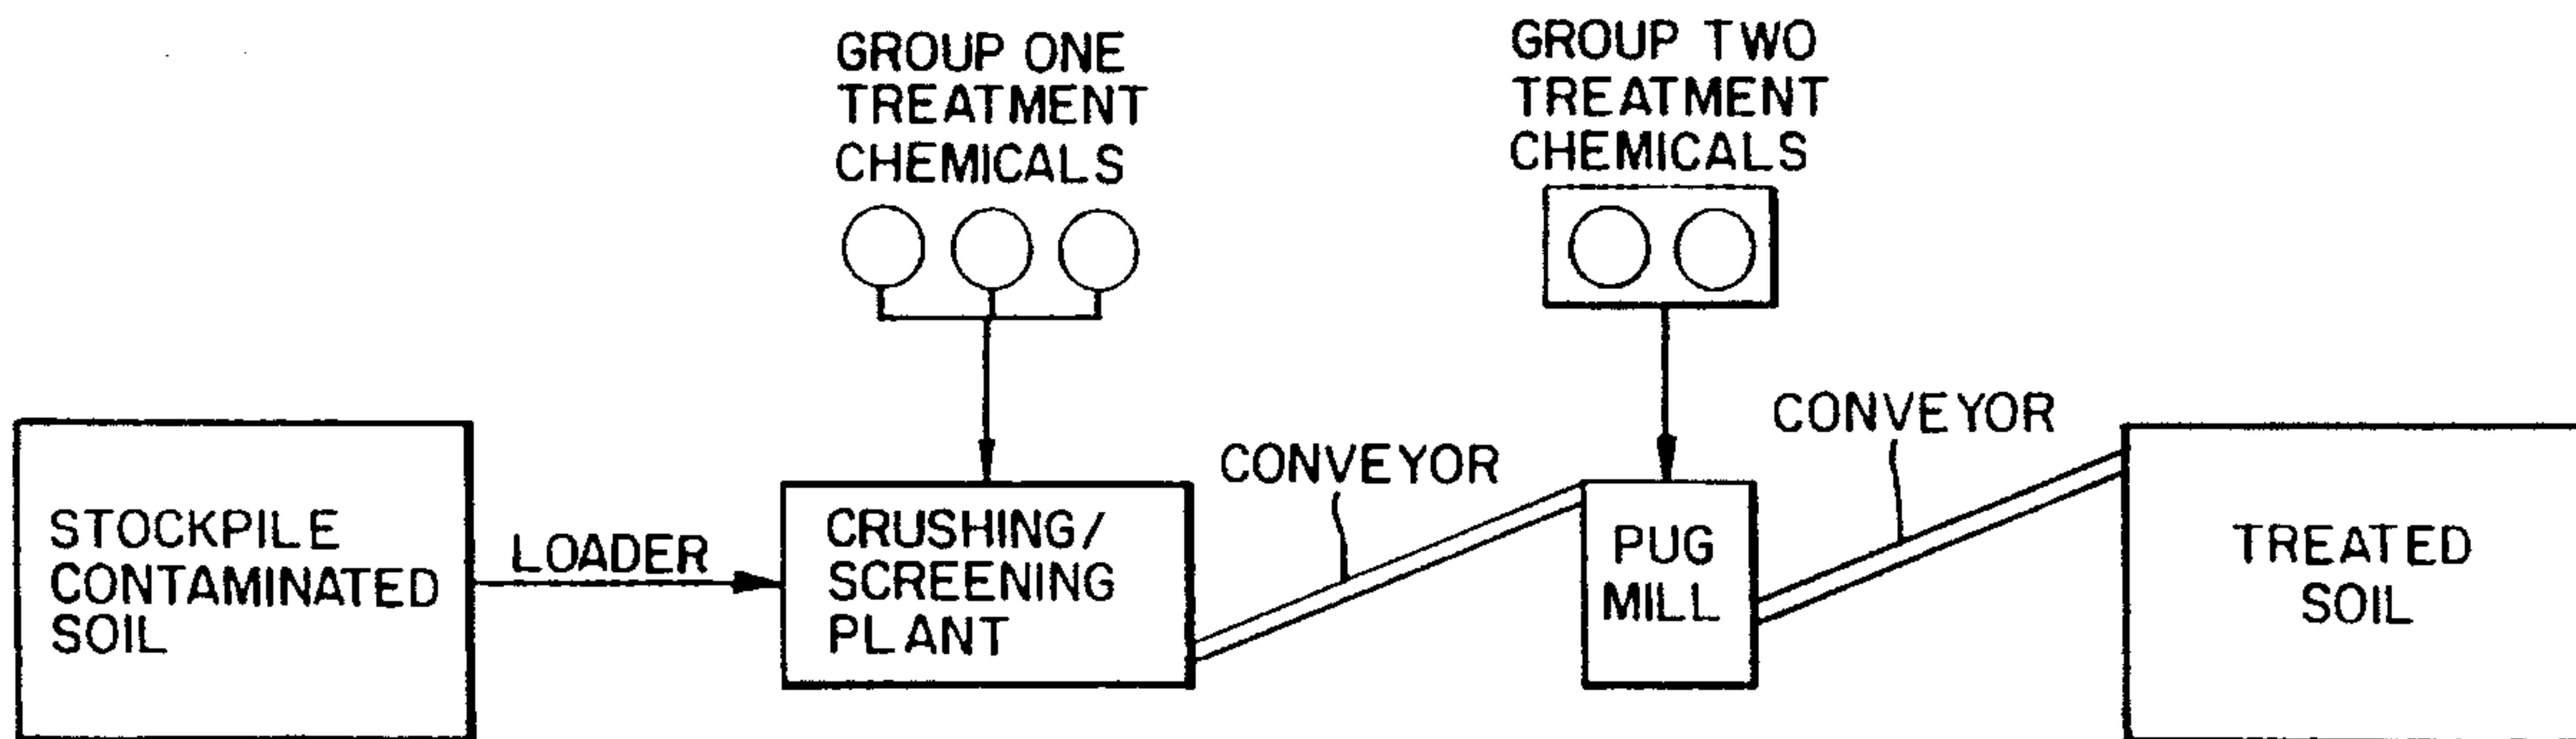 GROUP ONE
TREATMENT
CHEMICALS
GROUP TWO
TREATMENT
CHEMICALS
STOCKPILE
CONTAMINATED
SOIL
LOADER
CRUSHING/
SCREENING
PLANT
CONVEYOR
PUG
MILL
CONVEYOR
TREATED
SOIL